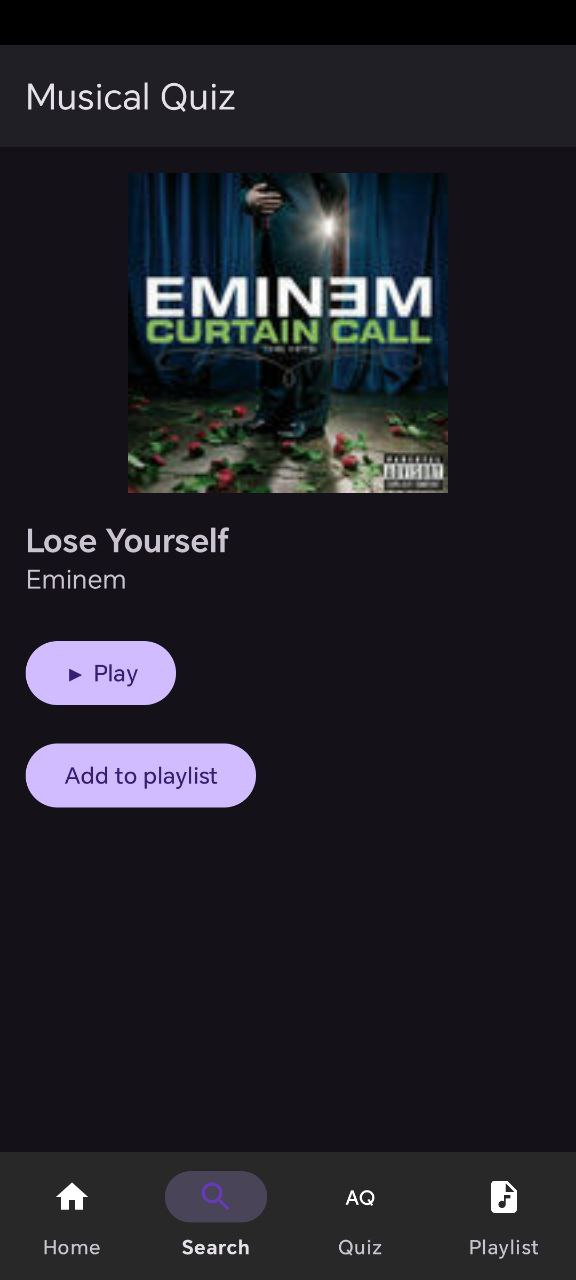 Musical Quiz
EMINEM
CURTAIN CALL
THE HITS
PARENTAL
ADVISORY
EXPLICIT CONTENT
Lose Yourself
Eminem
► Play
Add to playlist
AQ
Home
Search
Quiz
Playlist